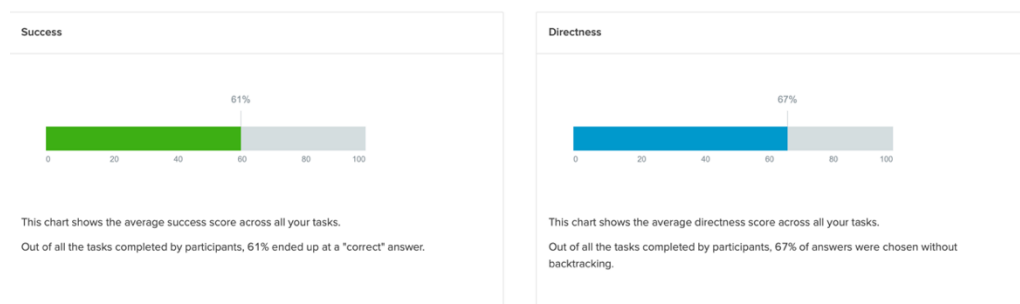 Success
61%
0 20 40 60 80 100
This chart shows the average success score across all your tasks.
Out of all the tasks completed by participants, 61% ended up at a "correct" answer.
Directness
67%
0 20 40 60 80 100
This chart shows the average directness score across all your tasks.
Out of all the tasks completed by participants, 67% of answers were chosen without
backtracking.